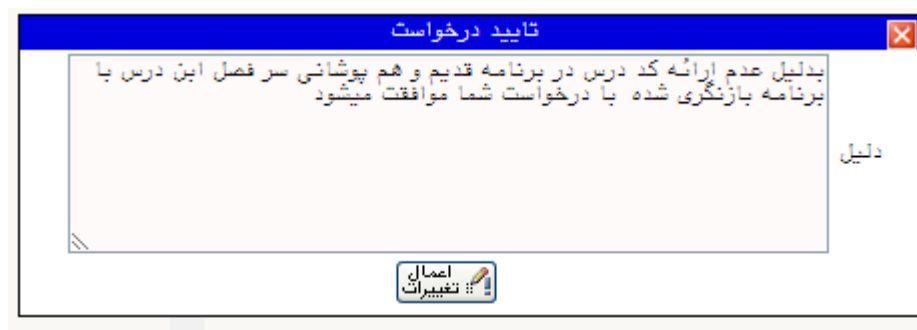 تایید درخواست
بدلیل عدم ارائه کد درس در برنامه قدیم و هم پوشانی سر فصل این درس با
برنامه بازنگری شده با درخواست شما موافقت میشود
دلیل
اعمال
تغییرات